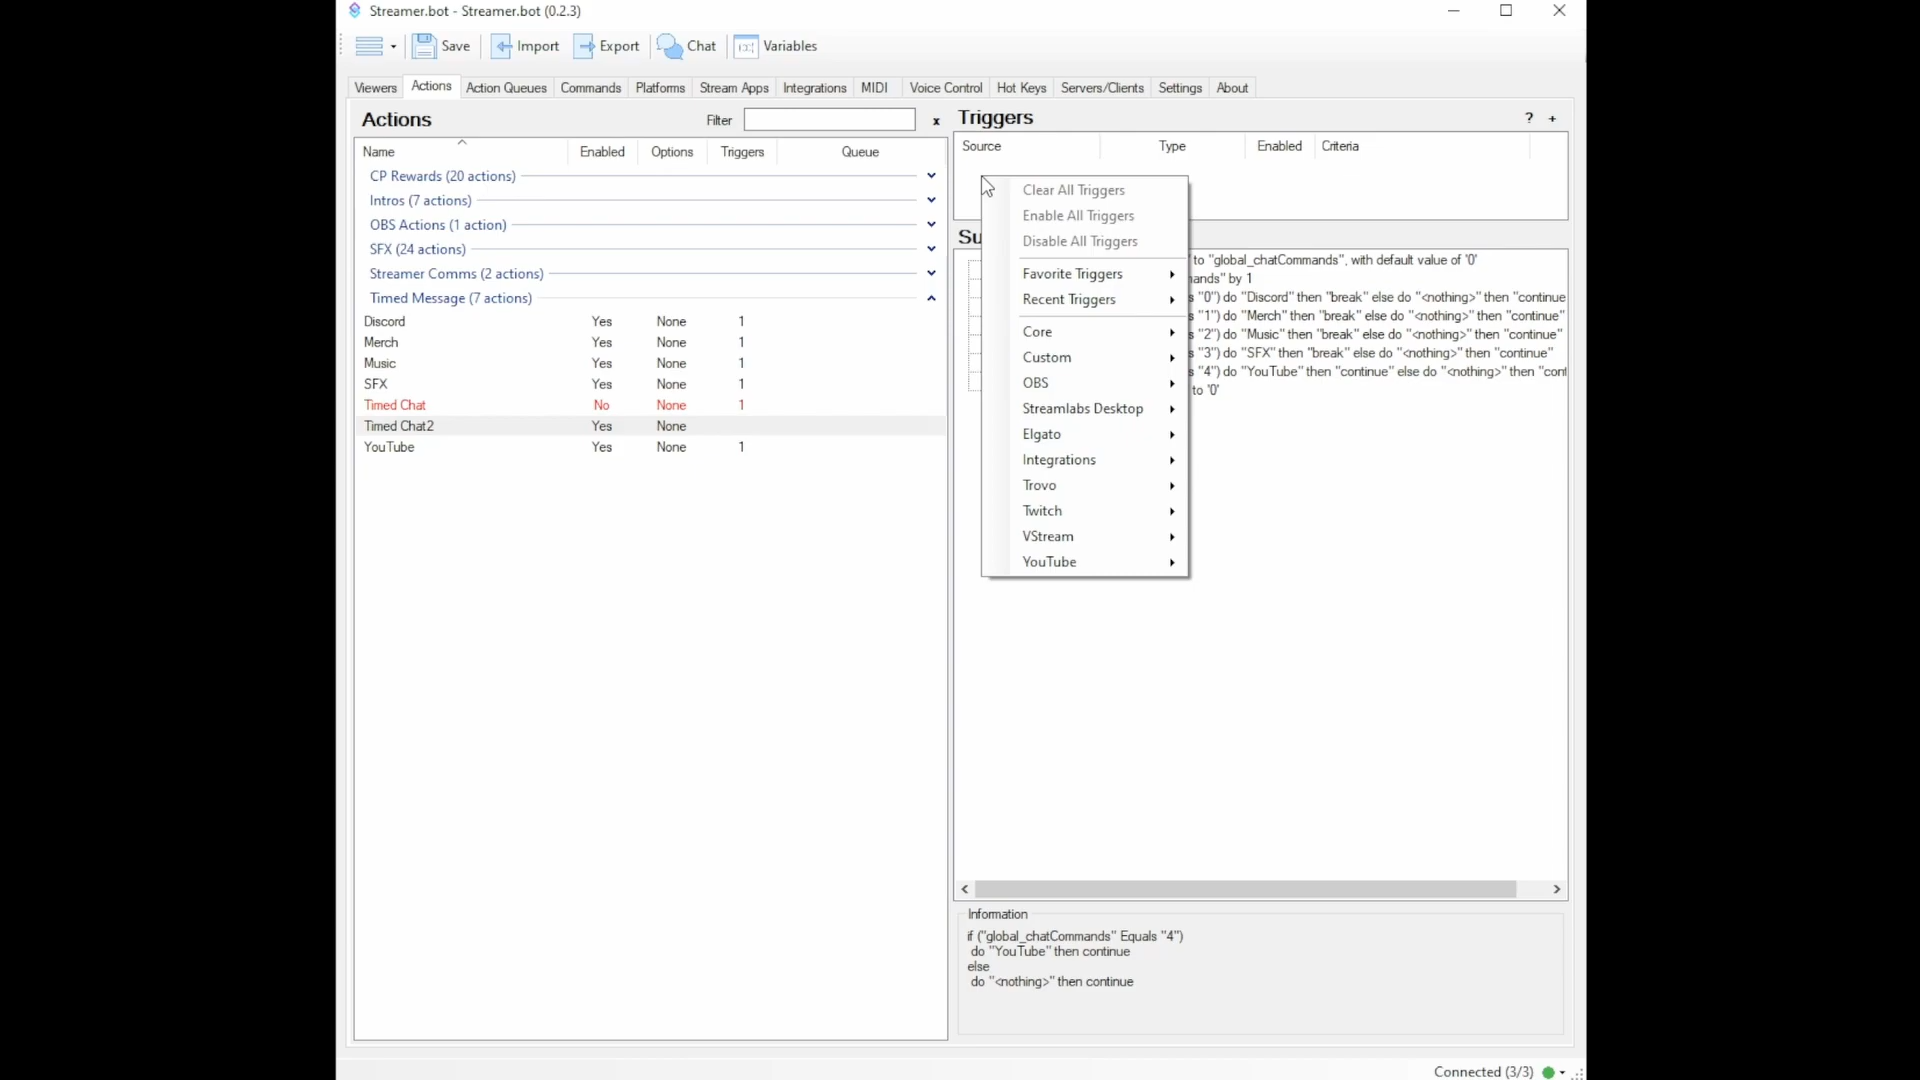 Streamer.bot - Streamer.bot (0.2.3)
Save
Import
Export
Chat
Variables
Viewers
Actions
Action Queues
Commands
Platforms
Stream Apps
Integrations
MIDI
Voice Control
Hot Keys
Servers/Clients
Settings
About
Actions
Filter
x
Name
Enabled
Options
Triggers
Queue
CP Rewards (20 actions)
Intros (7 actions)
OBS Actions (1 action)
SFX (24 actions)
Streamer Comms (2 actions)
Timed Message (7 actions)
Discord Yes None 1
Merch Yes None 1
Music Yes None 1
SFX Yes None 1
Timed Chat No None 1
Timed Chat2 Yes None
YouTube Yes None 1
Triggers
? +
Source
Type
Enabled
Criteria
Clear All Triggers
Enable All Triggers
Disable All Triggers
Favorite Triggers
Recent Triggers
Core
Custom
OBS
Streamlabs Desktop
Elgato
Integrations
Trovo
Twitch
VStream
YouTube
Su
to "global_chatCommands", with default value of '0'
nands" by 1
s "0") do "Discord" then "break" else do "<nothing>" then "continue
s "1") do "Merch" then "break" else do "<nothing>" then "continue"
s "2") do "Music" then "break" else do "<nothing>" then "continue"
s "3") do "SFX" then "break" else do "<nothing>" then "continue"
s "4") do "YouTube" then "continue" else do "<nothing>" then "cont
to '0'
Information
if ("global_chatCommands" Equals "4")
do "YouTube" then continue
else
do "<nothing>" then continue
Connected (3/3)